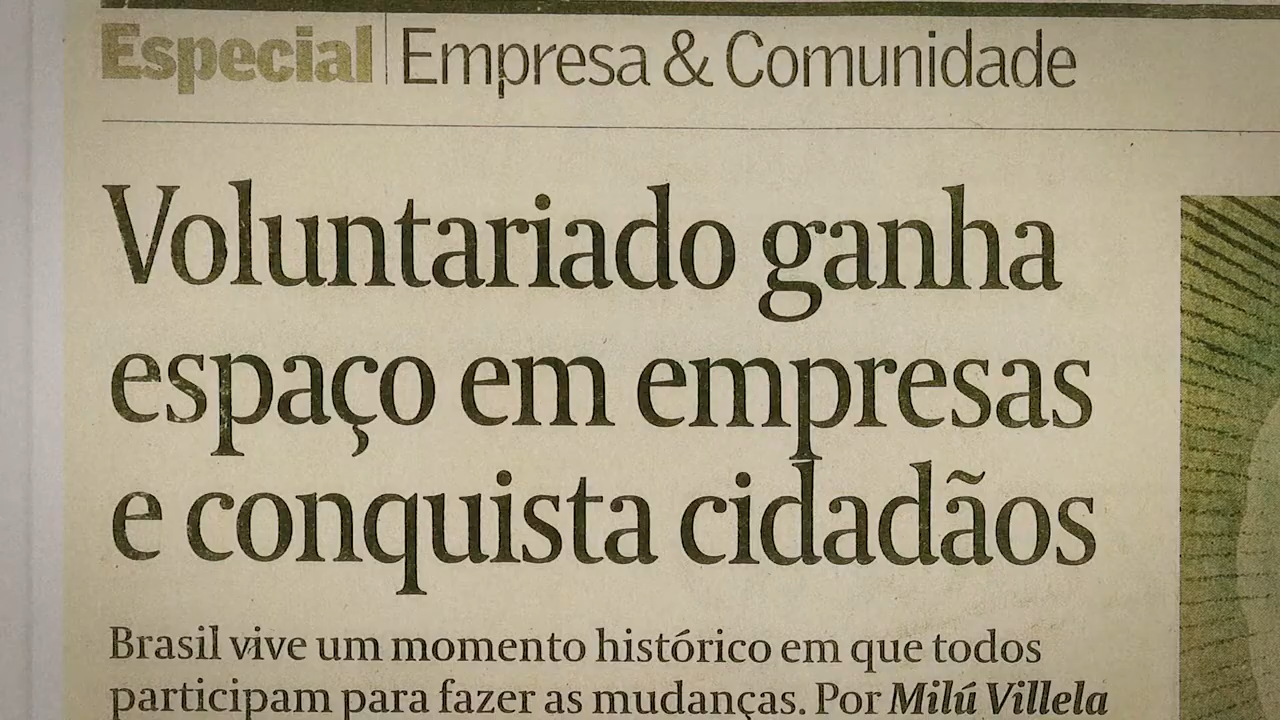 Especial Empresa & Comunidade
Voluntariado ganha
espaço em empresas
e conquista cidadãos
Brasil vive um momento histórico em que todos
participam para fazer as mudanças. Por Milú Villela